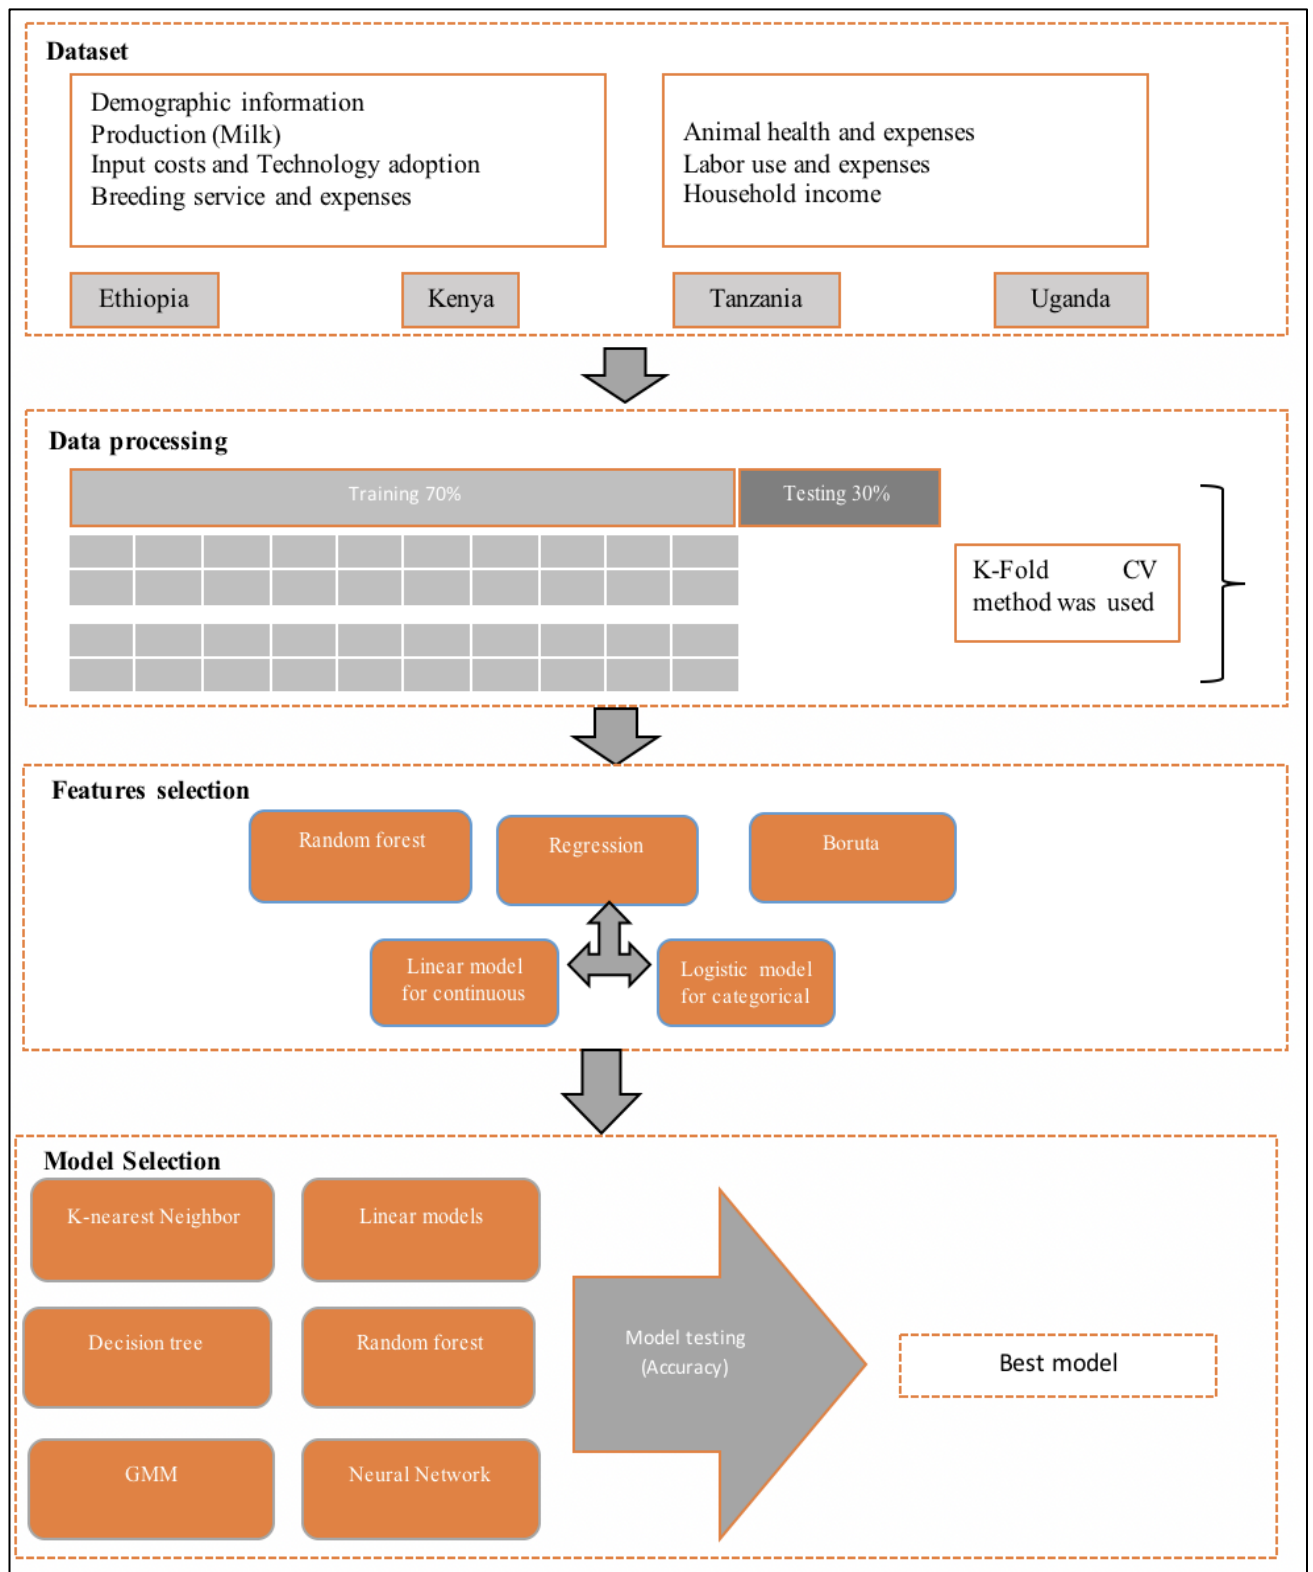 Dataset
Demographic information
Production (Milk)
Input costs and Technology adoption
Breeding service and expenses
Animal health and expenses
Labor use and expenses
Household income
Ethiopia
Kenya
Tanzania
Uganda
Data processing
Training 70%
Testing 30%
K-Fold CV
method was used
Features selection
Random forest
Regression
Boruta
Linear model
for continuous
Logistic model
for categorical
Model Selection
K-nearest Neighbor
Linear models
Decision tree
Random forest
GMM
Neural Network
Model testing
(Accuracy)
Best model